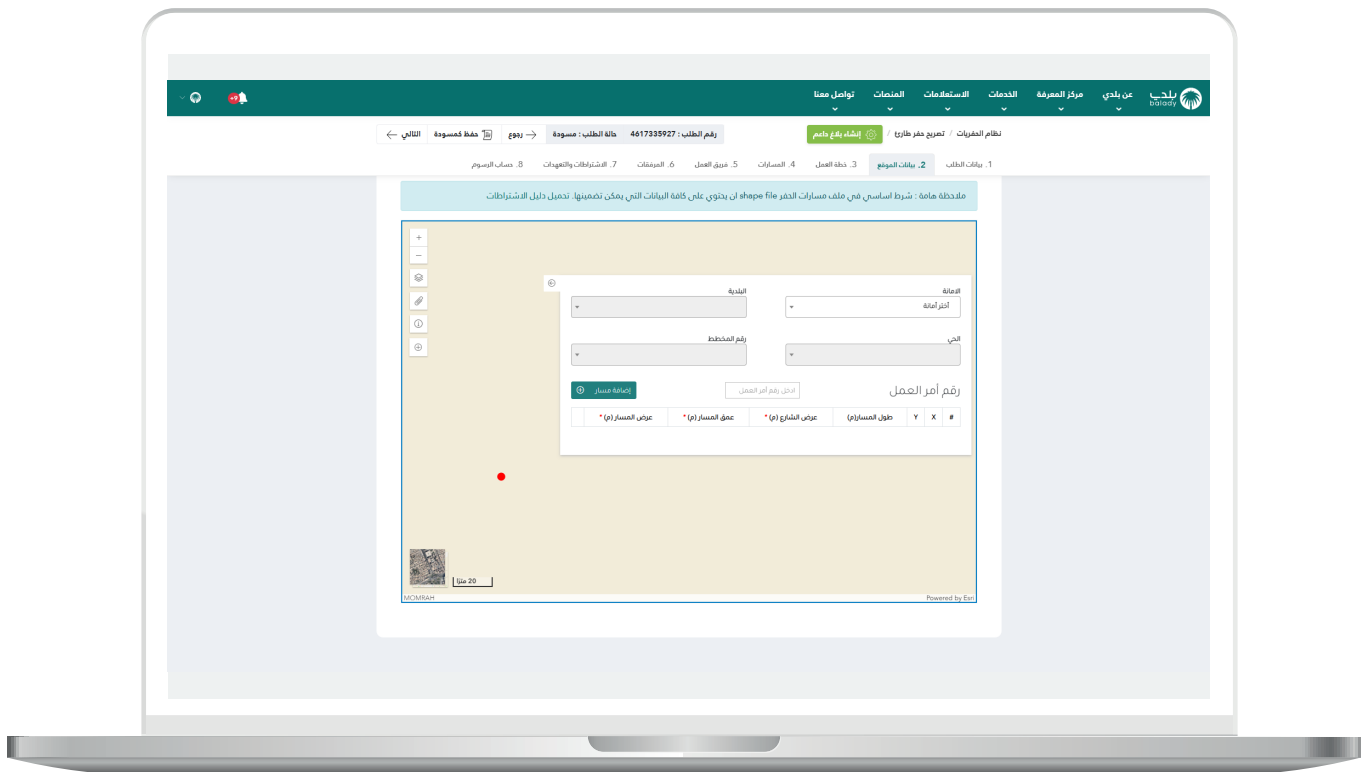 بلدي
balady
عن بلدي
مركز المعرفة
الخدمات
الاستعلامات
المنصات
تواصل معنا
+9
نظام الحفريات / تصريح حفر طارئ /
إنشاء بلاغ داعم
رقم الطلب : 4617335927
حالة الطلب : مسودة
رجوع
حفظ كمسودة
التالي
1. بيانات الطلب
2. بيانات الموقع
3. خطة العمل
4. المسارات
5. فريق العمل
6. المرفقات
7. الاشتراطات والتعهدات
8. حساب الرسوم
ملاحظة هامة : شرط اساسي في ملف مسارات الحفر shape file ان يحتوي على كافة البيانات التي يمكن تضمينها. تحميل دليل الاشتراطات
+
−
الامانة
البلدية
أختر أمانة
الحي
رقم المخطط
رقم أمر العمل
ادخل رقم أمر العمل
إضافة مسار
# X Y طول المسار(م) عرض الشارع (م) * عمق المسار (م) * عرض المسار (م) *
20 مترًا
Powered by Esri
MOMRAH